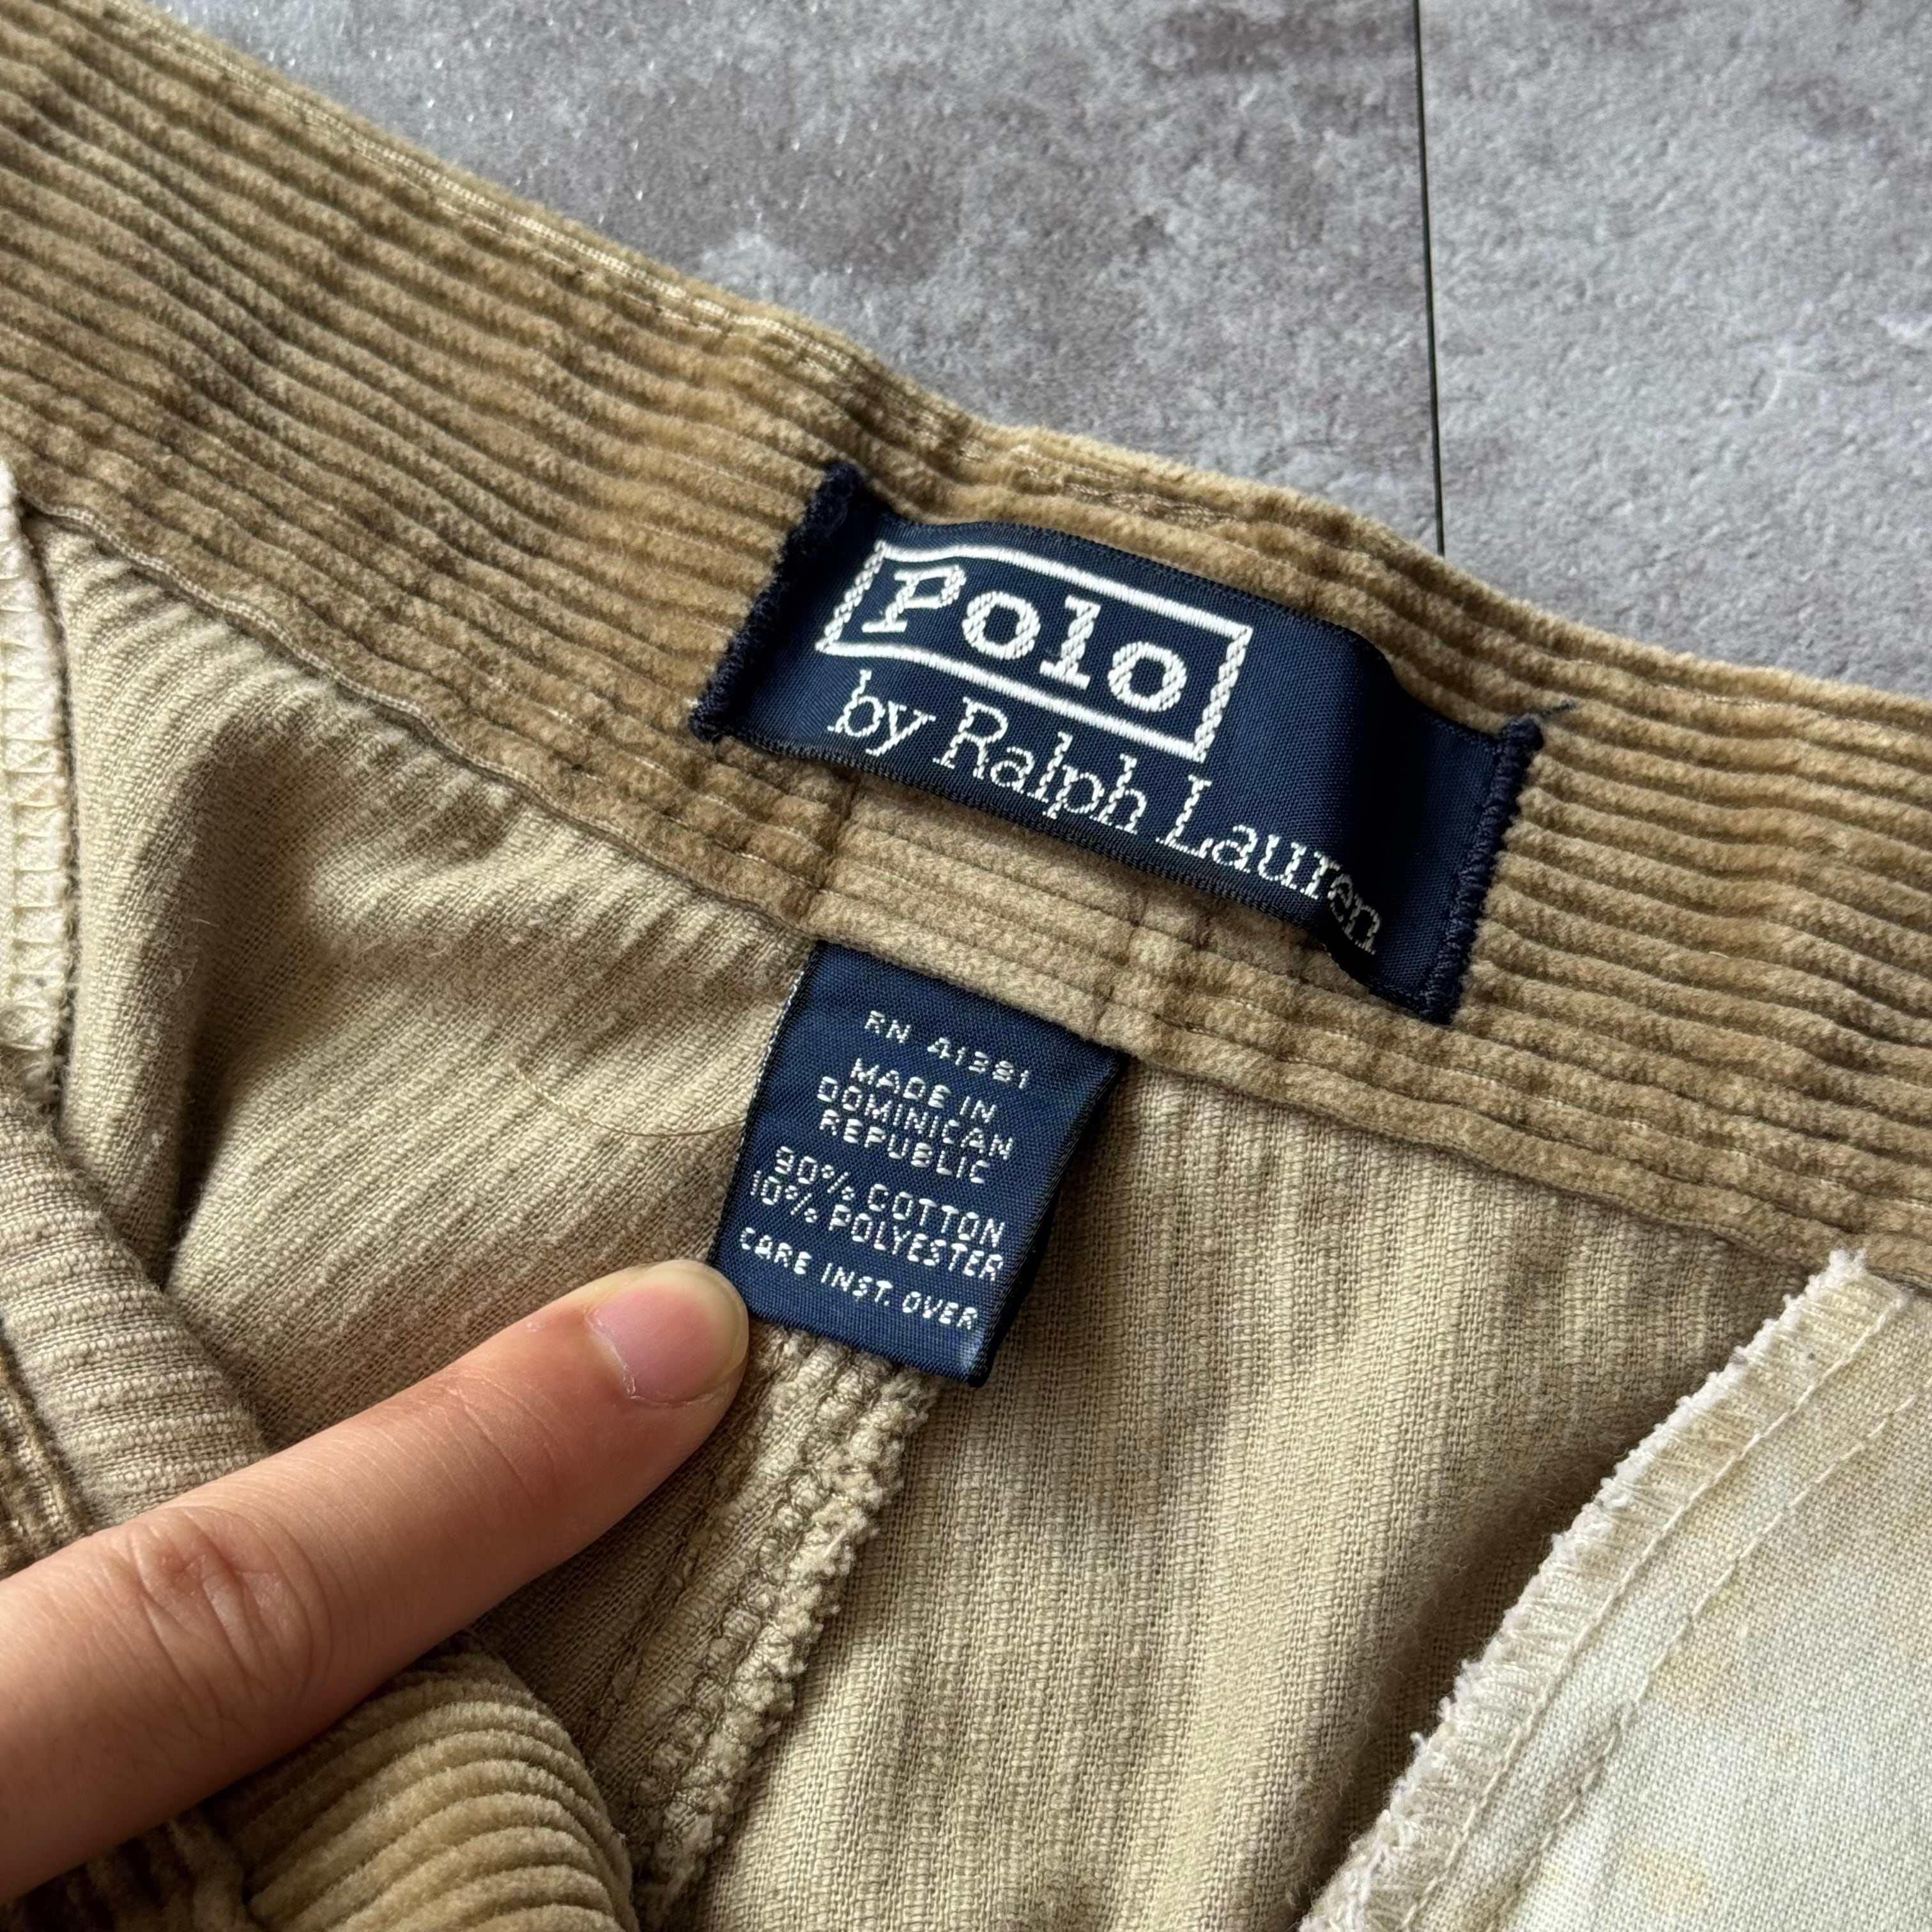 Polo
by Ralph Lauren
RN 41381
MADE IN
DOMINICAN
REPUBLIC
90% COTTON
10% POLYESTER
CARE INST. OVER